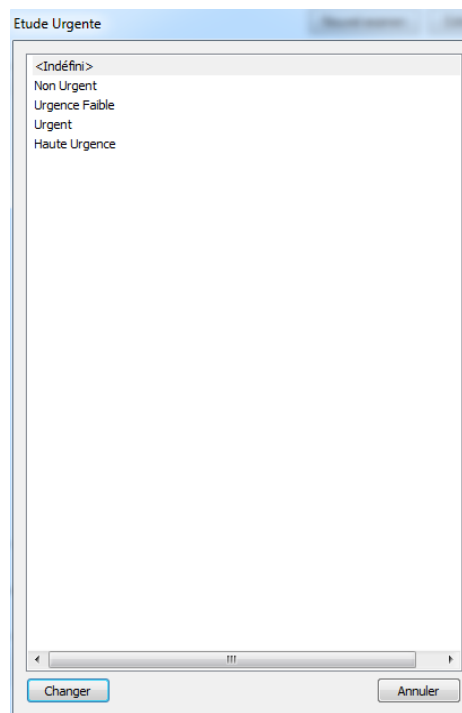 Etude Urgente
<Indéfini>
Non Urgent
Urgence Faible
Urgent
Haute Urgence
Changer
Annuler